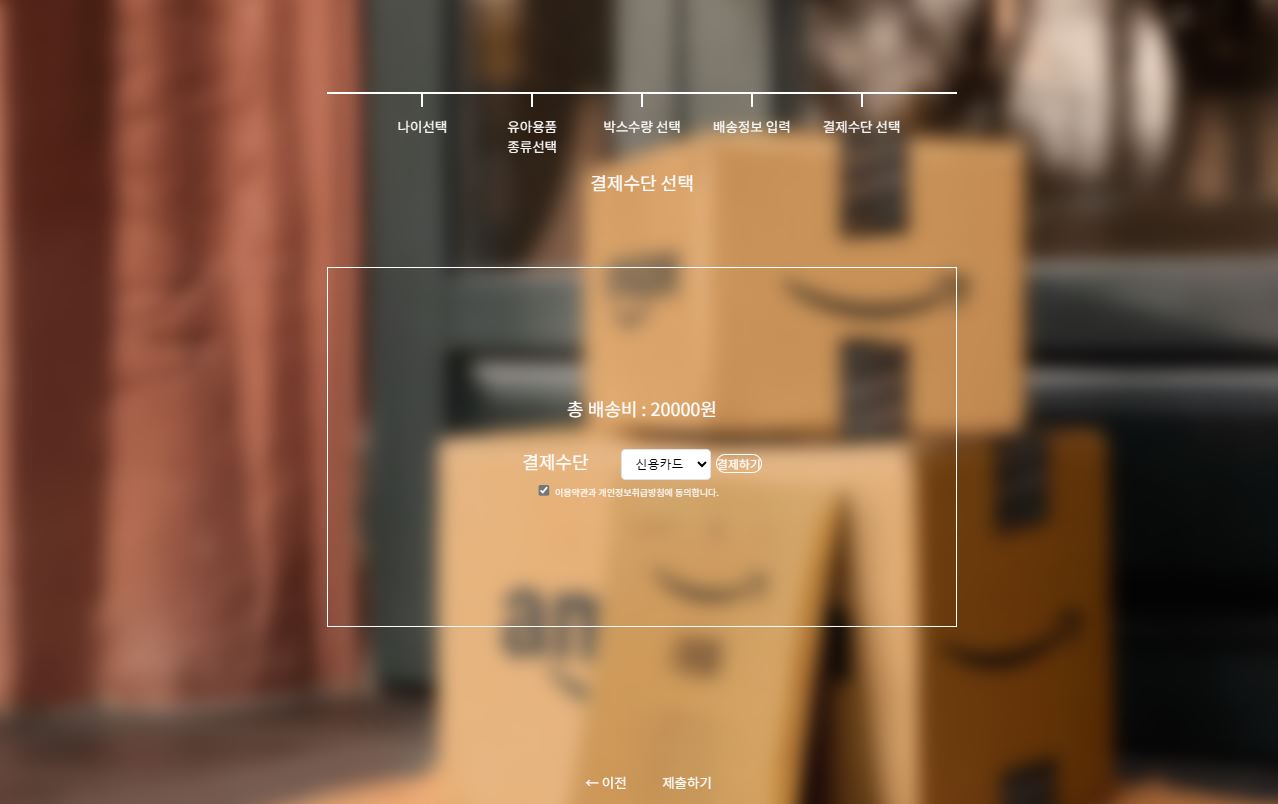 나이선택
유아용품
종류선택
박스수량 선택
배송정보 입력
결제수단 선택
결제수단 선택
총 배송비 : 20000원
결제수단 신용카드 결제하기
이용약관과 개인정보취급방침에 동의합니다.
← 이전 제출하기